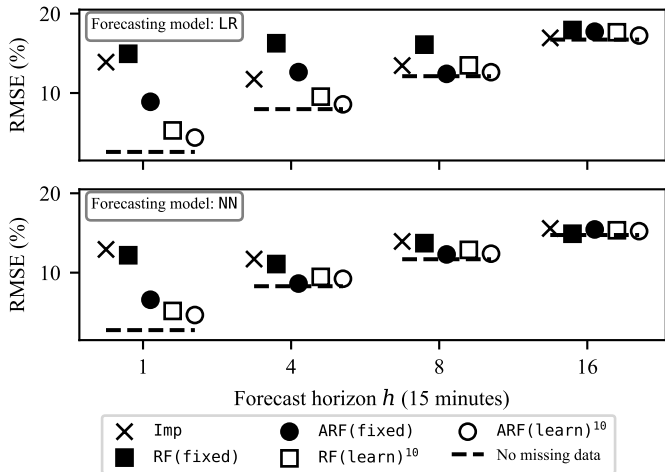 20
10
RMSE (%)
Forecasting model: LR
20
10
RMSE (%)
Forecasting model: NN
1 4 8 16
Forecast horizon h (15 minutes)
Imp ARF(fixed) ARF(learn)¹⁰
RF(fixed) RF(learn)¹⁰ No missing data